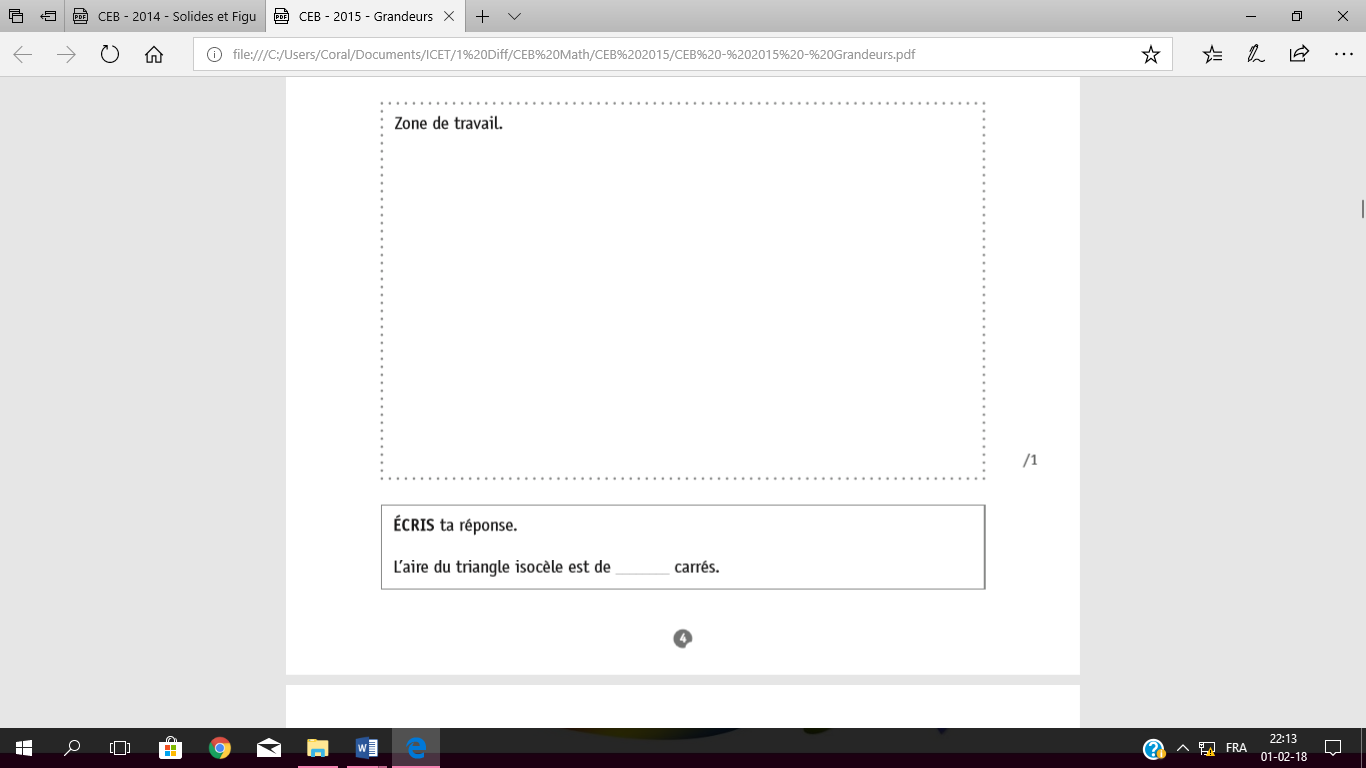 CEB - 2014 - Solides et Figu
CEB - 2015 - Grandeurs
file:///C:/Users/Coral/Documents/ICET/1%20Diff/CEB%20Math/CEB%202015/CEB%20-%202015%20-%20Grandeurs.pdf
Zone de travail.
/1
ÉCRIS ta réponse.
L'aire du triangle isocèle est de ______ carrés.
4
FRA
22:13
01-02-18